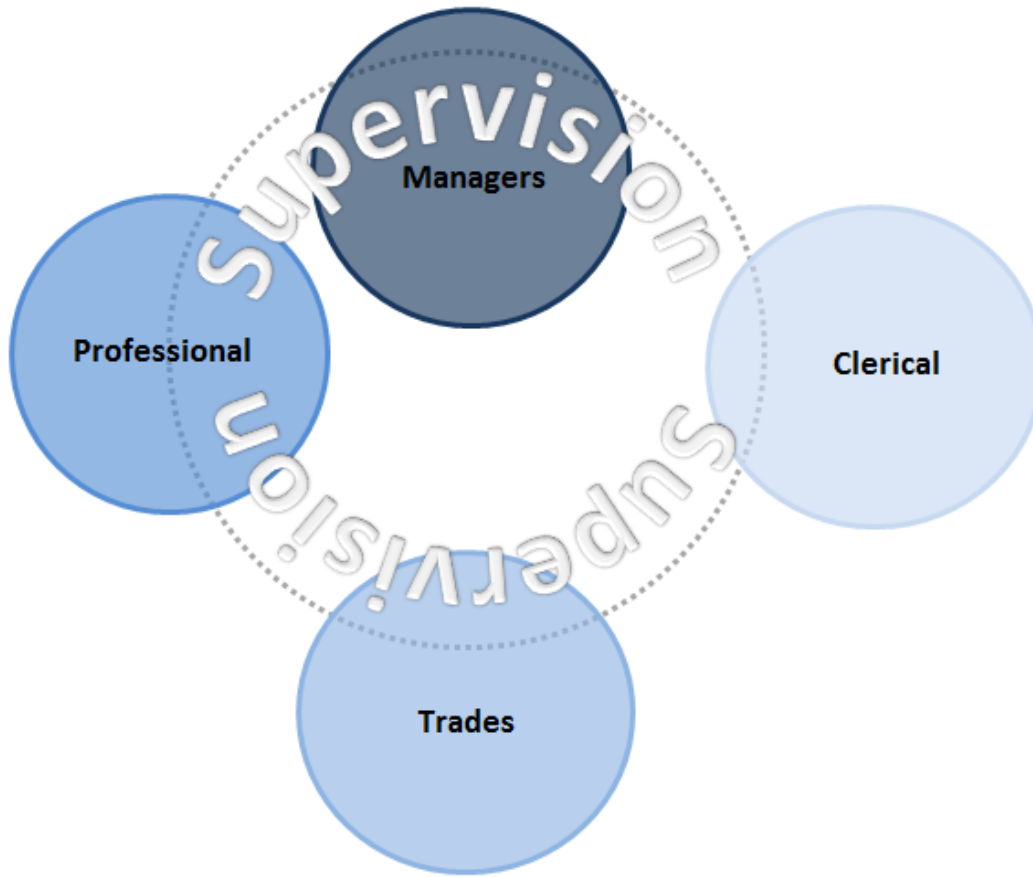 Supervision
Managers
Professional
Clerical
Supervision
Trades